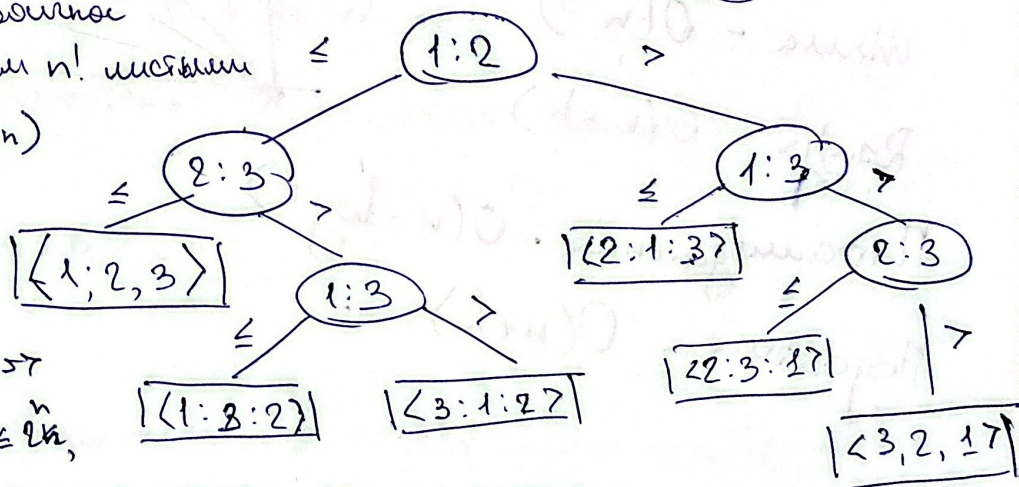 м n! листьями
n)
≤ 1:2 >
≤ 2:3 >
≤ 1:3 >
⟨1; 2, 3⟩
≤ 1:3 >
⟨2:1:3⟩
≤ 2:3 >
⟨1:3:2⟩
⟨3:1:2⟩
⟨2:3:1⟩
⟨3, 2, 1⟩